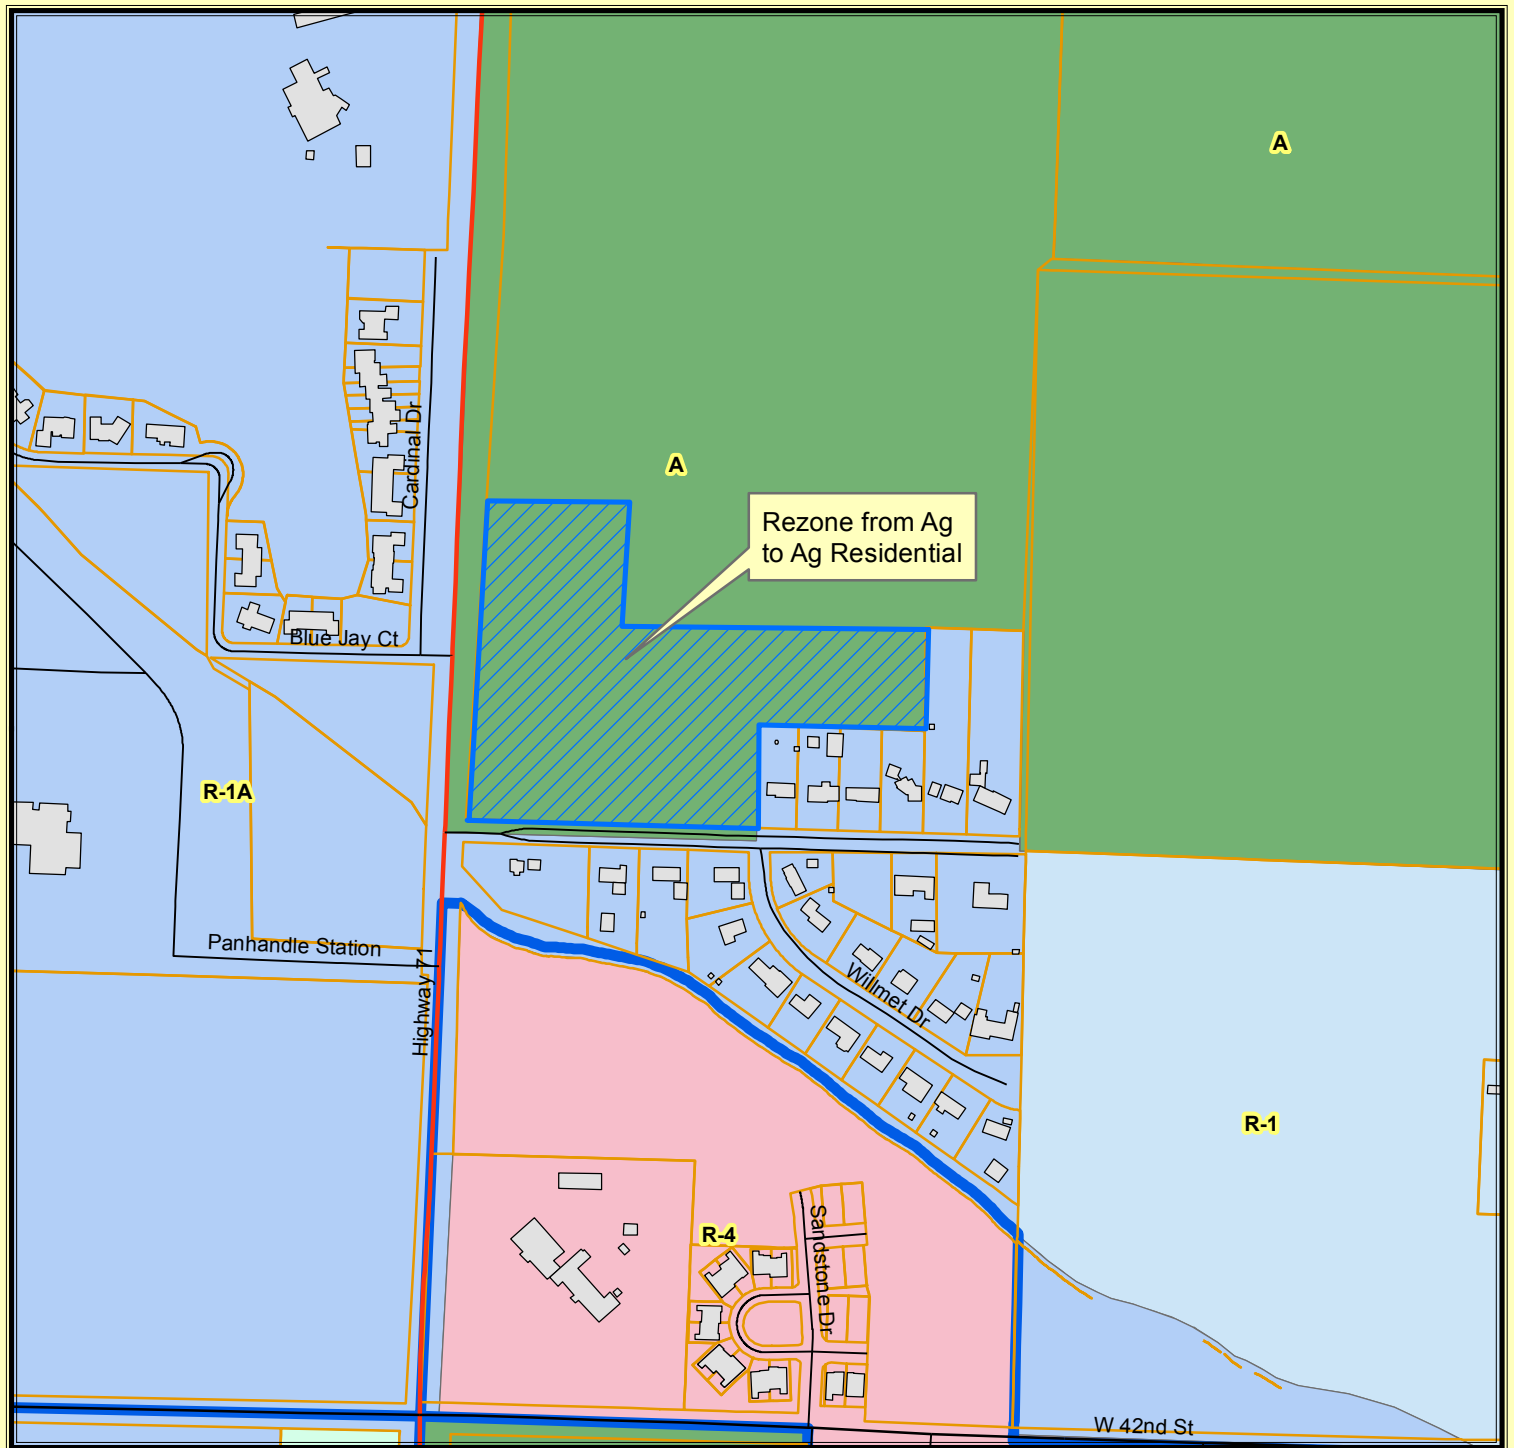 A
Cardinal Dr
A
Rezone from Ag
to Ag Residential
Blue Jay Ct
R-1A
Panhandle Station
Highway 71
Willmet Dr
R-1
R-4
Sandstone Dr
W 42nd St